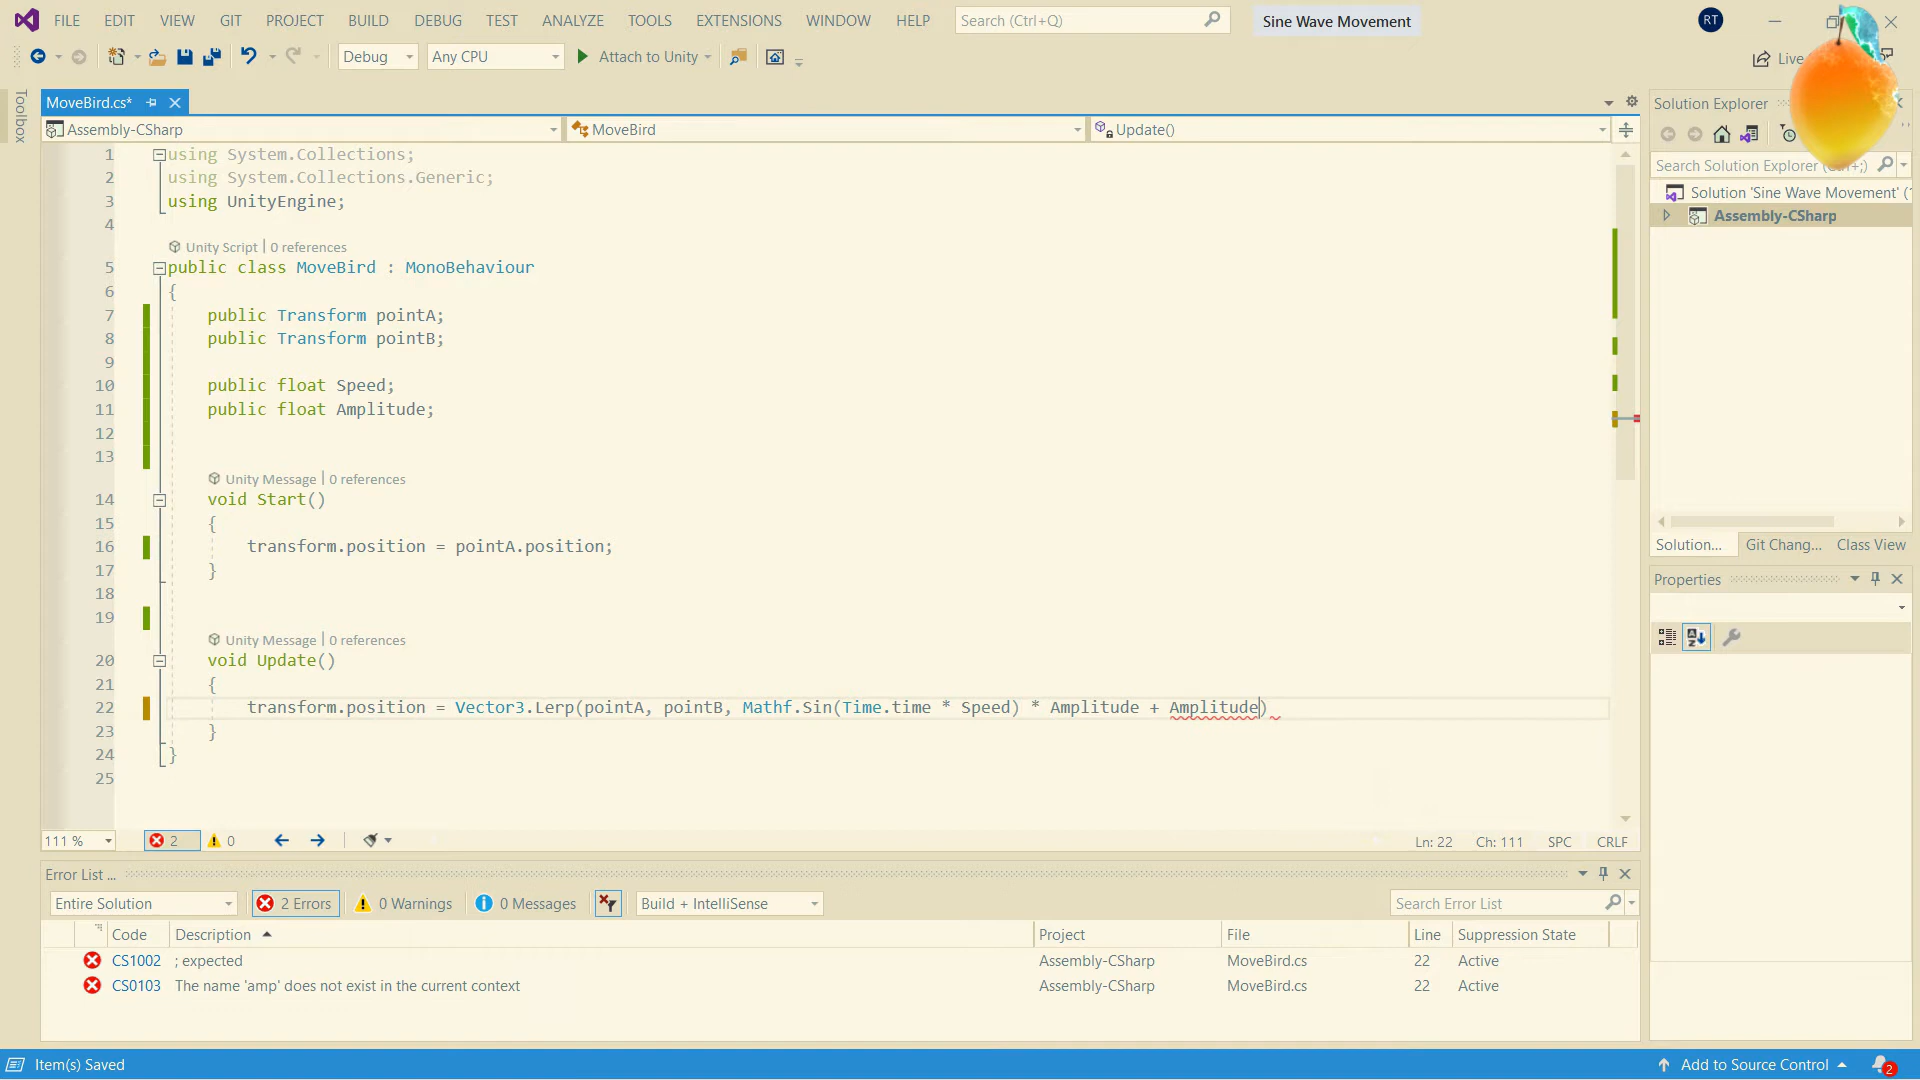 FILE EDIT VIEW GIT PROJECT BUILD DEBUG TEST ANALYZE TOOLS EXTENSIONS WINDOW HELP Search (Ctrl+Q) Sine Wave Movement RT
Debug Any CPU Attach to Unity Live
Toolbox
MoveBird.cs*
Assembly-CSharp MoveBird Update()
1 using System.Collections;
2 using System.Collections.Generic;
3 using UnityEngine;
4
Unity Script | 0 references
5 public class MoveBird : MonoBehaviour
6 {
7 public Transform pointA;
8 public Transform pointB;
9
10 public float Speed;
11 public float Amplitude;
12
13
Unity Message | 0 references
14 void Start()
15 {
16 transform.position = pointA.position;
17 }
18
19
Unity Message | 0 references
20 void Update()
21 {
22 transform.position = Vector3.Lerp(pointA, pointB, Mathf.Sin(Time.time * Speed) * Amplitude + Amplitude)
23 }
24 }
25
111 % 2 0 Ln: 22 Ch: 111 SPC CRLF
Solution Explorer
Search Solution Explorer (Ctrl+;)
Solution 'Sine Wave Movement' (
Assembly-CSharp
Solution... Git Chang... Class View
Properties
Error List ...
Entire Solution 2 Errors 0 Warnings 0 Messages Build + IntelliSense Search Error List
Code Description Project File Line Suppression State
CS1002 ; expected Assembly-CSharp MoveBird.cs 22 Active
CS0103 The name 'amp' does not exist in the current context Assembly-CSharp MoveBird.cs 22 Active
Item(s) Saved Add to Source Control 2